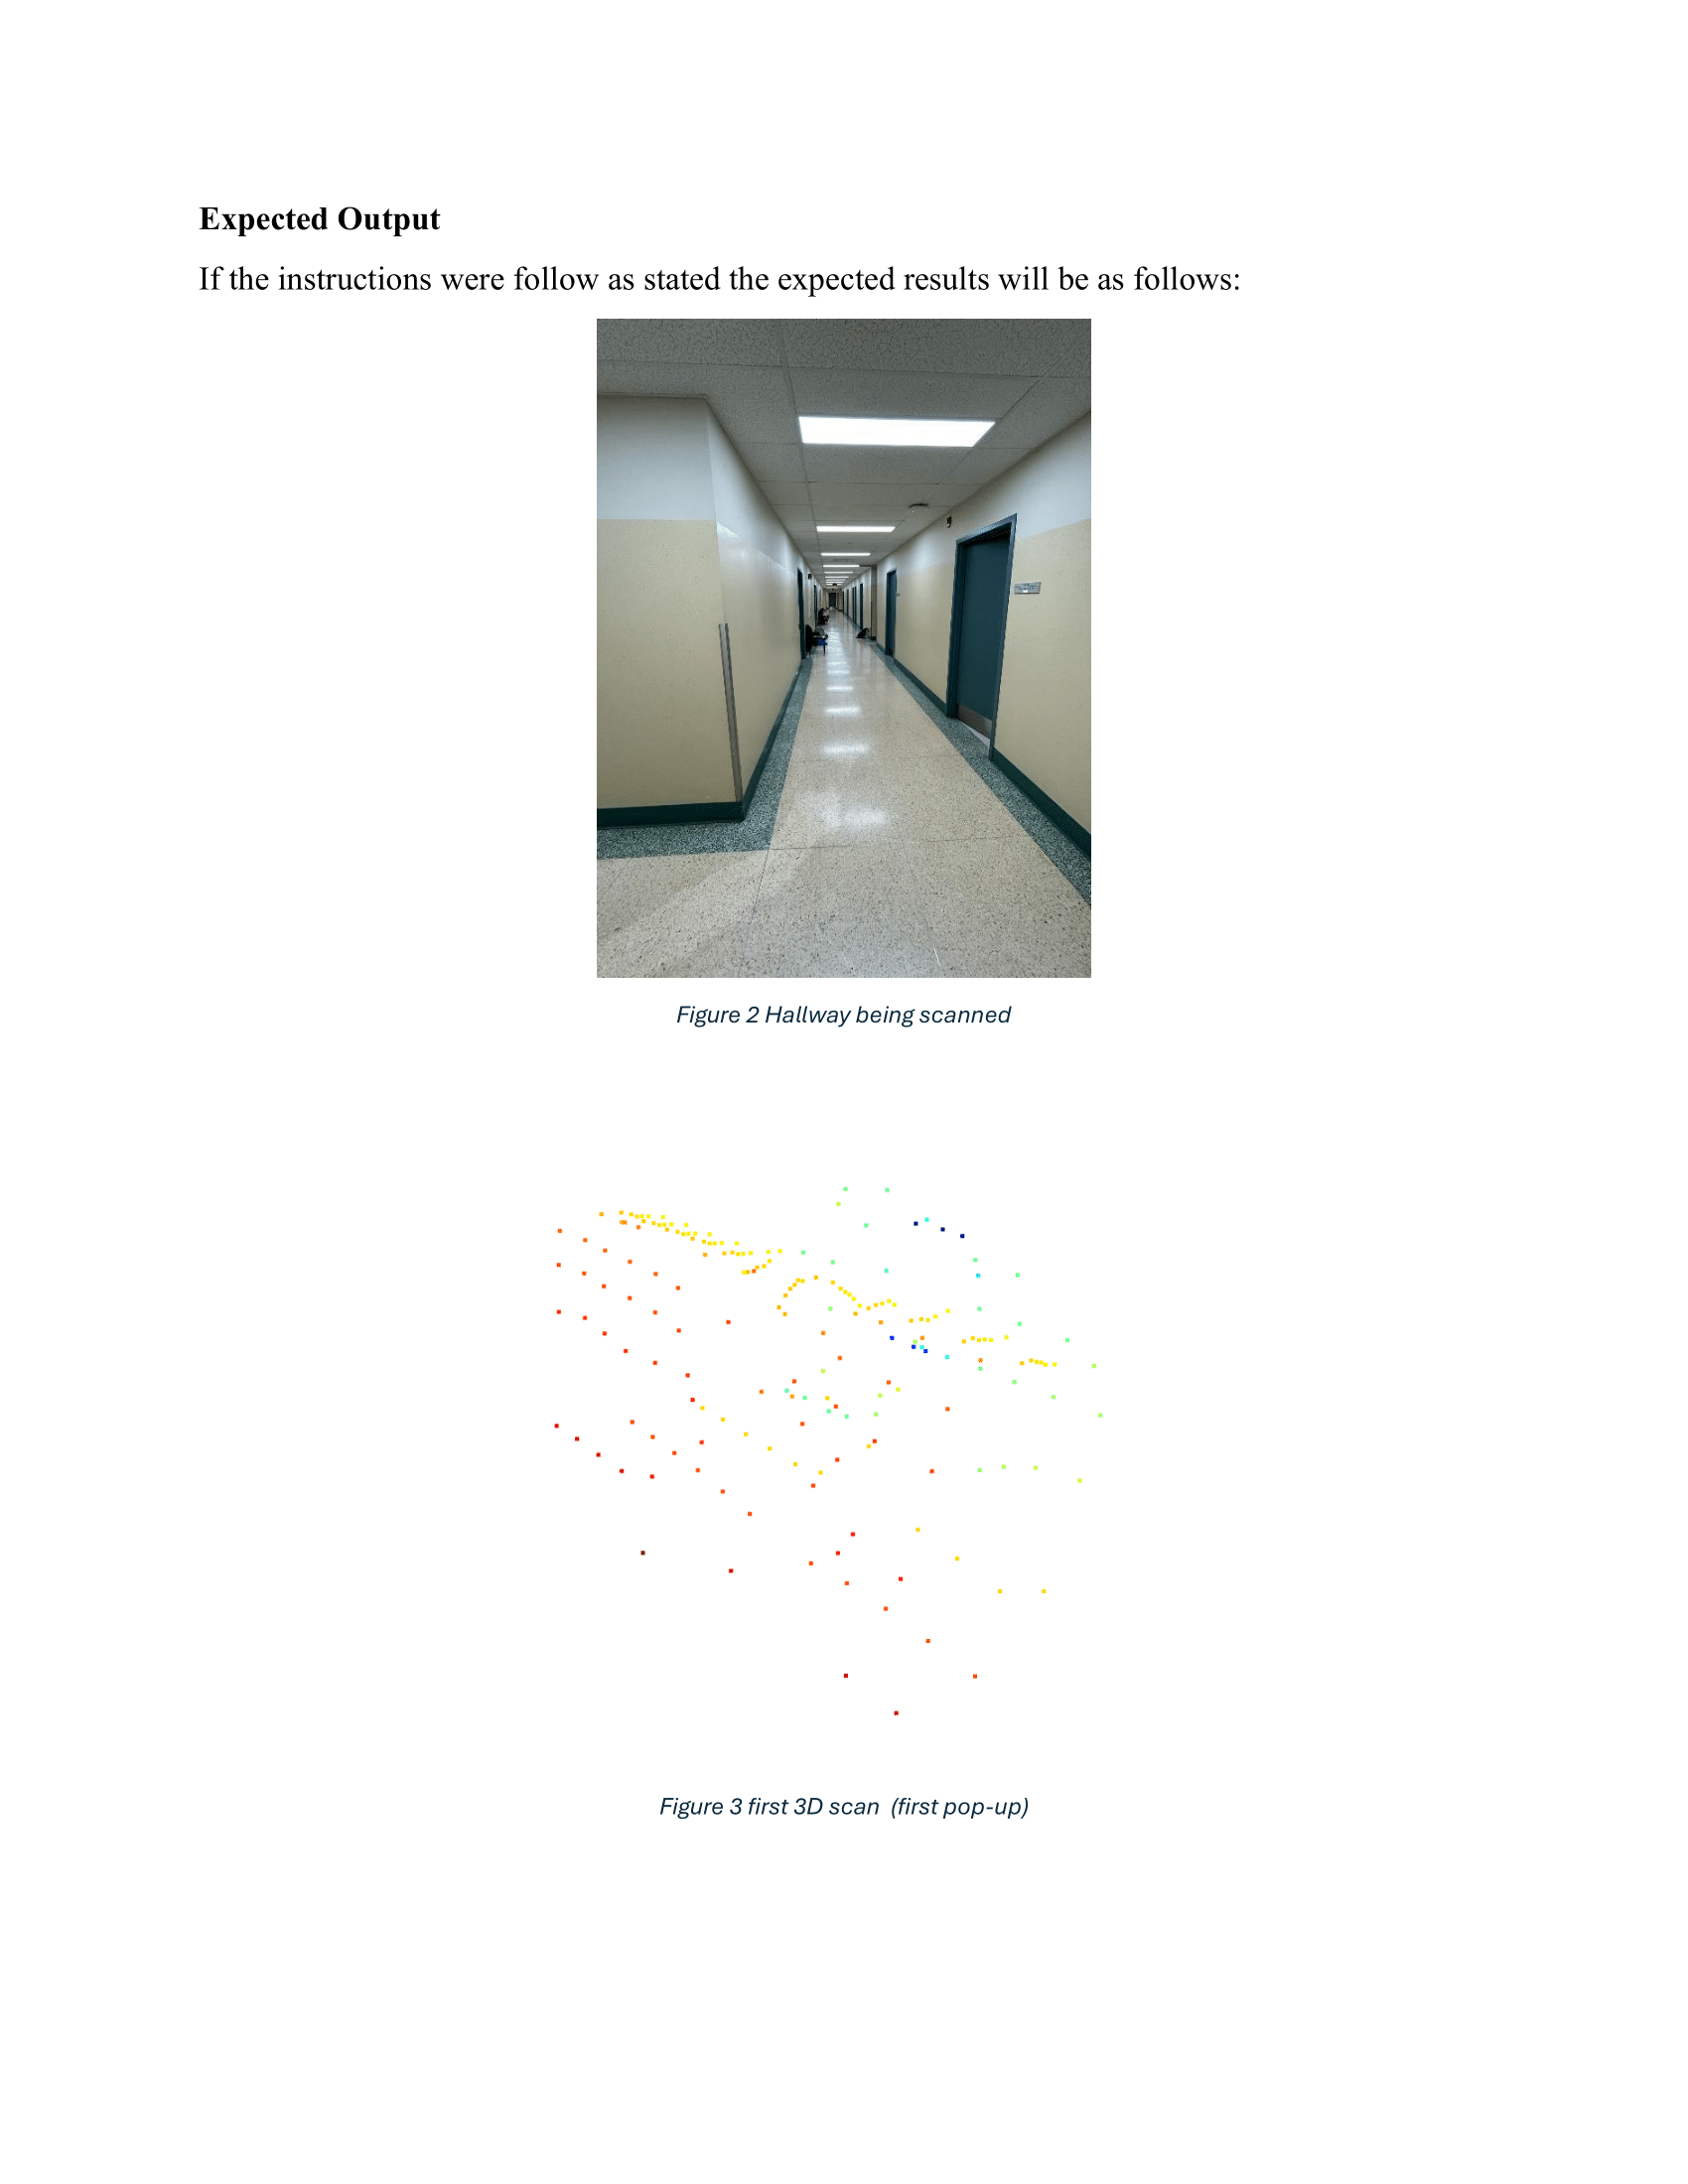 Expected Output
If the instructions were follow as stated the expected results will be as follows:
Figure 2 Hallway being scanned
Figure 3 first 3D scan (first pop-up)